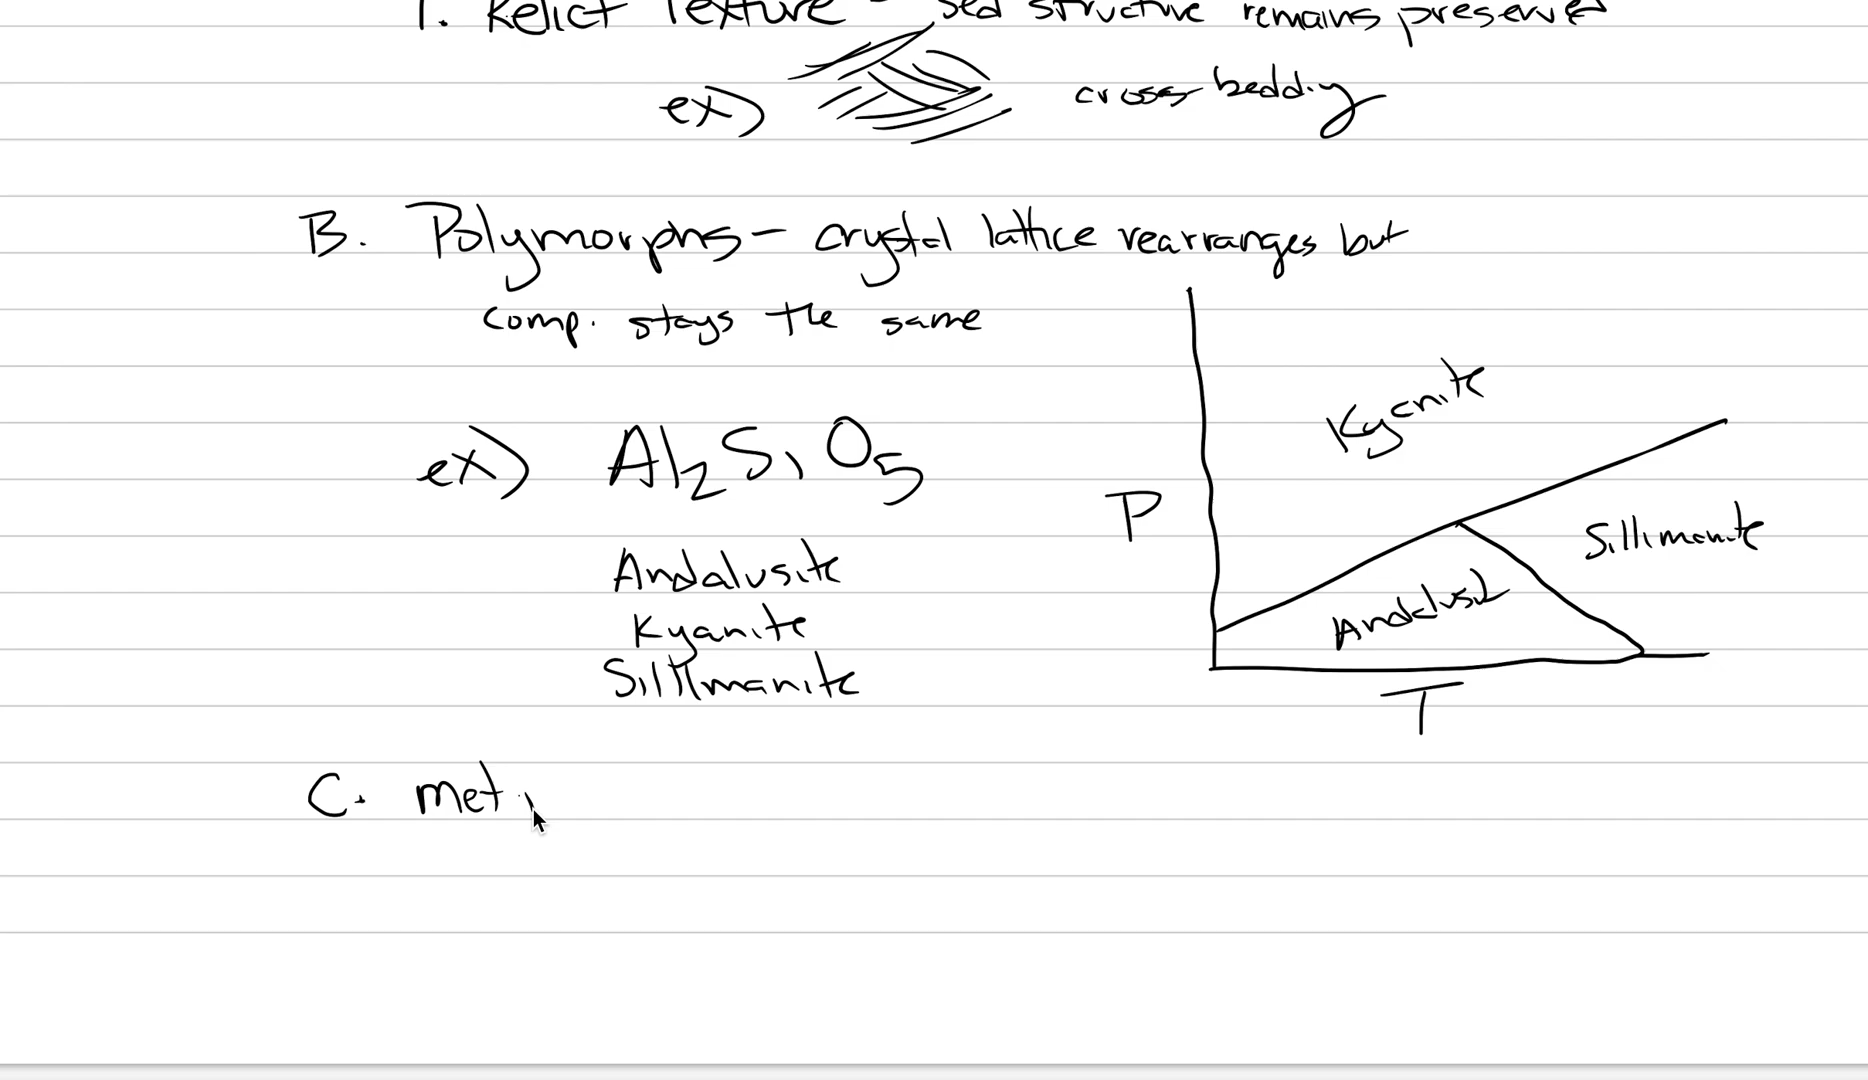 1. Relict Texture - sed structure remains preserved
ex) cross-bedding
B. Polymorphs - crystal lattice rearranges but
comp. stays the same
ex) Al2SiO5
Andalusite
Kyanite
Sillimanite
Kyanite
P
Sillimanite
Andalusit
T
C. met